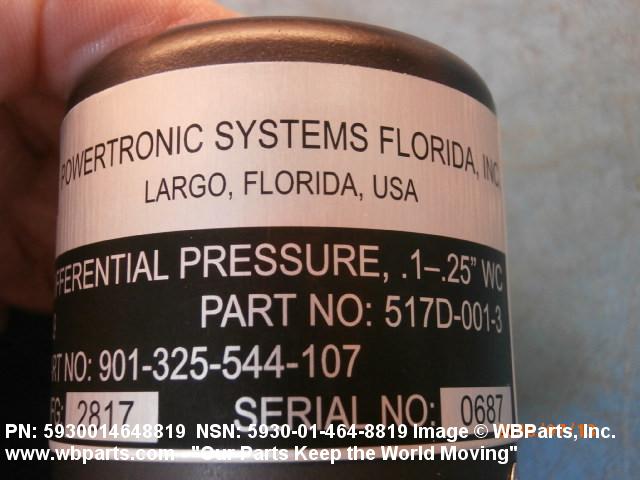 POWERTRONIC SYSTEMS FLORIDA, INC
LARGO, FLORIDA, USA
FFERENTIAL PRESSURE, .1–.25" WC
PART NO: 517D-001-3
RT NO: 901-325-544-107
FG: 2817 SERIAL NO: 0687
PN: 5930014648819 NSN: 5930-01-464-8819 Image © WBParts, Inc.
www.wbparts.com - "Our Parts Keep the World Moving"